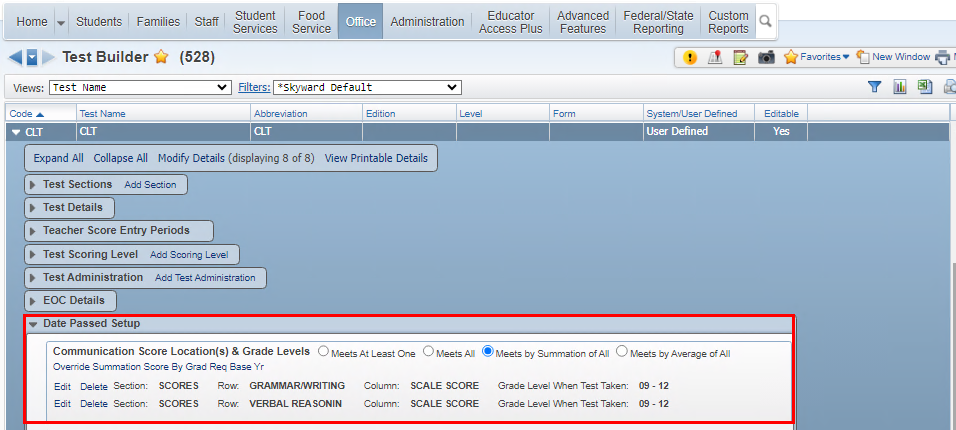 Home Students Families Staff Student Services Food Service Office Administration Educator Access Plus Advanced Features Federal/State Reporting Custom Reports
Test Builder (528) Favorites New Window
Views: Test Name Filters: *Skyward Default
Code Test Name Abbreviation Edition Level Form System/User Defined Editable
CLT CLT CLT User Defined Yes
Expand All Collapse All Modify Details (displaying 8 of 8) View Printable Details
Test Sections Add Section
Test Details
Teacher Score Entry Periods
Test Scoring Level Add Scoring Level
Test Administration Add Test Administration
EOC Details
Date Passed Setup
Communication Score Location(s) & Grade Levels Meets At Least One Meets All Meets by Summation of All Meets by Average of All
Override Summation Score By Grad Req Base Yr
Edit Delete Section: SCORES Row: GRAMMAR/WRITING Column: SCALE SCORE Grade Level When Test Taken: 09 - 12
Edit Delete Section: SCORES Row: VERBAL REASONIN Column: SCALE SCORE Grade Level When Test Taken: 09 - 12